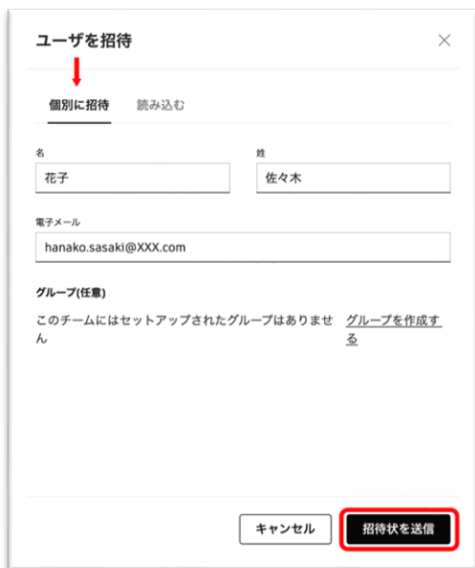 ユーザを招待
個別に招待 読み込む
名 姓
花子 佐々木
電子メール
hanako.sasaki@XXX.com
グループ(任意)
このチームにはセットアップされたグループはありませ グループを作成す
ん る
キャンセル 招待状を送信